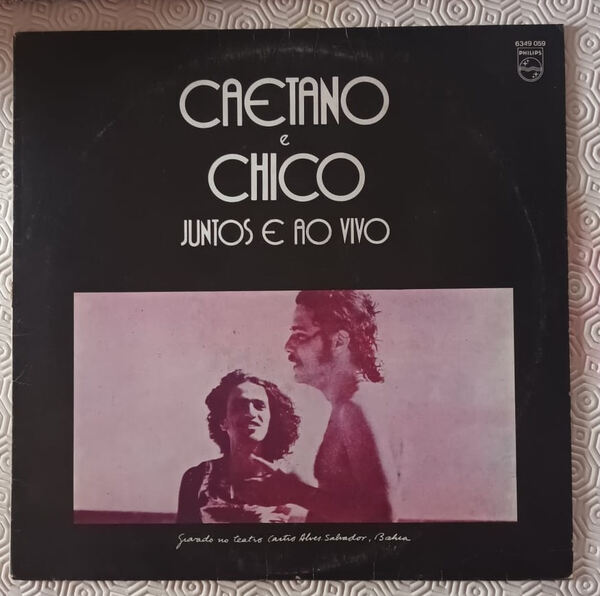 6349 059
PHILIPS
CAETANO
e
CHICO
JUNTOS E AO VIVO
Gravado no teatro Castro Alves Salvador, Bahia